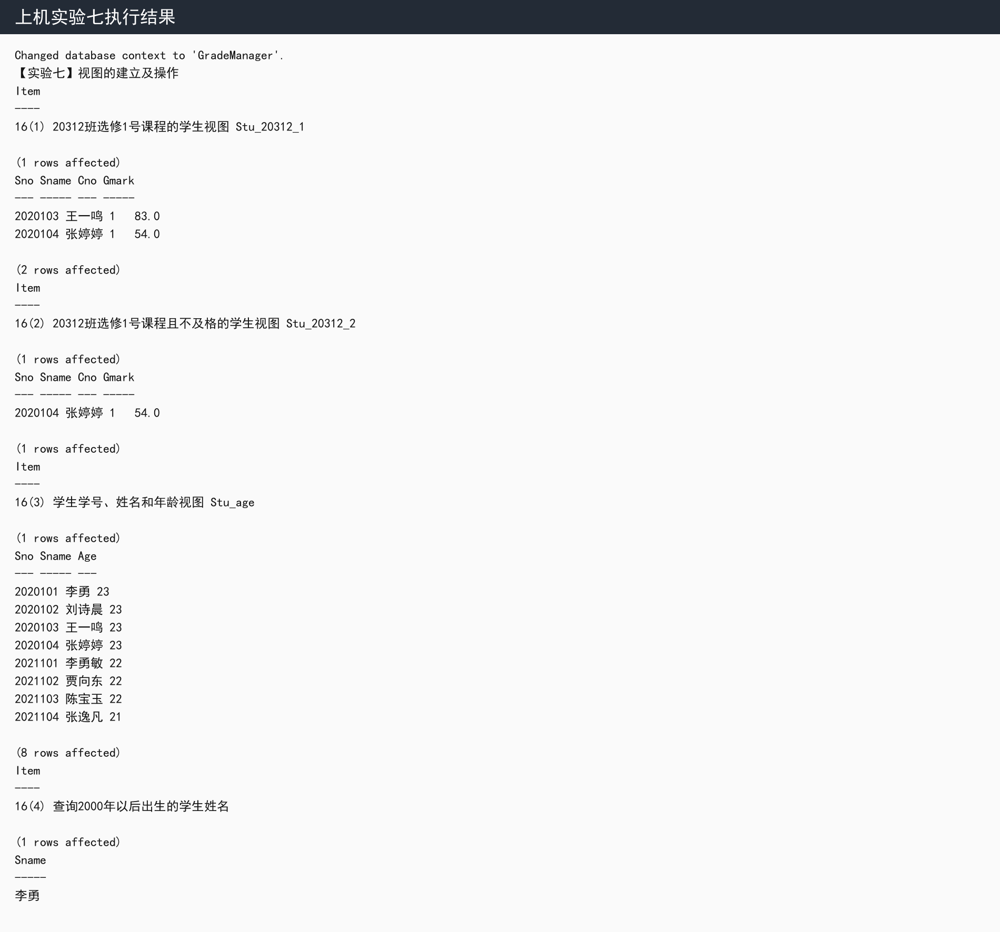 上机实验七执行结果
Changed database context to 'GradeManager'.
【实验七】视图的建立及操作
Item
----
16(1) 20312班选修1号课程的学生视图 Stu_20312_1
(1 rows affected)
Sno Sname Cno Gmark
--- ----- --- -----
2020103 王一鸣 1   83.0
2020104 张婷婷 1   54.0
(2 rows affected)
Item
----
16(2) 20312班选修1号课程且不及格的学生视图 Stu_20312_2
(1 rows affected)
Sno Sname Cno Gmark
--- ----- --- -----
2020104 张婷婷 1   54.0
(1 rows affected)
Item
----
16(3) 学生学号、姓名和年龄视图 Stu_age
(1 rows affected)
Sno Sname Age
--- ----- ---
2020101 李勇 23
2020102 刘诗晨 23
2020103 王一鸣 23
2020104 张婷婷 23
2021101 李勇敏 22
2021102 贾向东 22
2021103 陈宝玉 22
2021104 张逸凡 21
(8 rows affected)
Item
----
16(4) 查询2000年以后出生的学生姓名
(1 rows affected)
Sname
-----
李勇